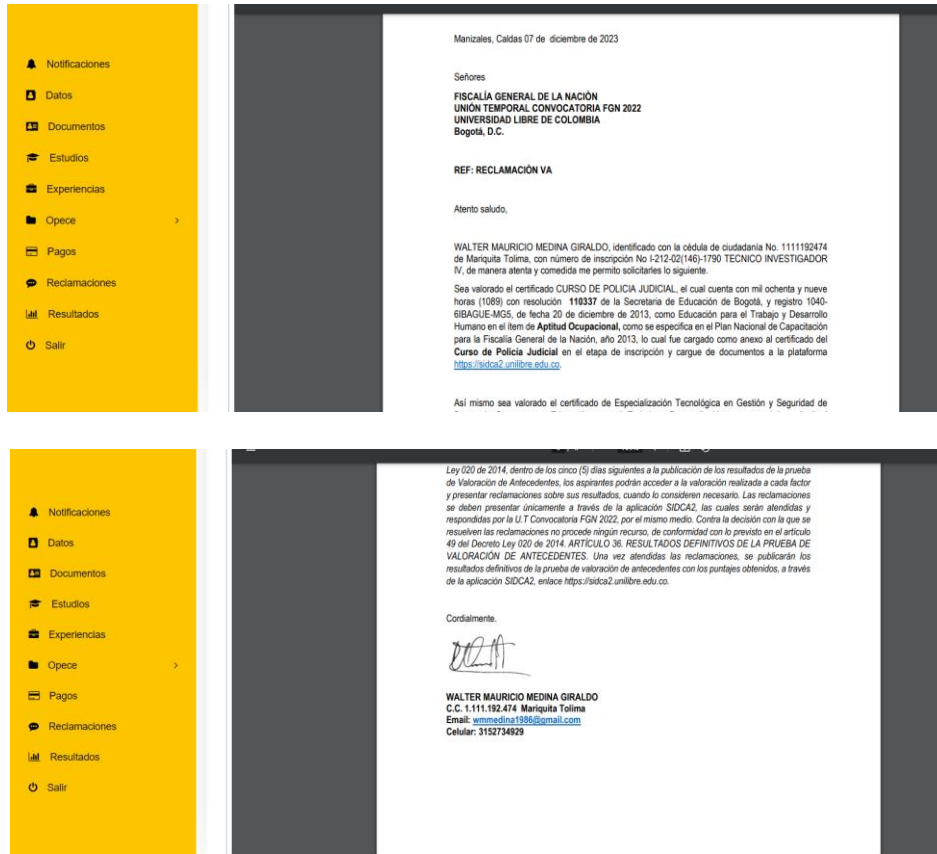 Notificaciones
Datos
Documentos
Estudios
Experiencias
Opece
Pagos
Reclamaciones
Resultados
Salir
Manizales, Caldas 07 de diciembre de 2023
Señores
FISCALÍA GENERAL DE LA NACIÓN
UNIÓN TEMPORAL CONVOCATORIA FGN 2022
UNIVERSIDAD LIBRE DE COLOMBIA
Bogotá, D.C.
REF: RECLAMACIÓN VA
Atento saludo,
WALTER MAURICIO MEDINA GIRALDO, identificado con la cédula de ciudadanía No. 1111192474
de Mariquita Tolima, con número de inscripción No I-212-02(146)-1790 TECNICO INVESTIGADOR
IV, de manera atenta y comedida me permito solicitarles lo siguiente.
Sea valorado el certificado CURSO DE POLICIA JUDICIAL, el cual cuenta con mil ochenta y nueve
horas (1089) con resolución 110337 de la Secretaria de Educación de Bogotá, y registro 1040-
6IBAGUE-MG5, de fecha 20 de diciembre de 2013, como Educación para el Trabajo y Desarrollo
Humano en el ítem de Aptitud Ocupacional, como se especifica en el Plan Nacional de Capacitación
para la Fiscalía General de la Nación, año 2013, lo cual fue cargado como anexo al certificado del
Curso de Policía Judicial en el etapa de inscripción y cargue de documentos a la plataforma
https://sidca2.unilibre.edu.co.
Así mismo sea valorado el certificado de Especialización Tecnológica en Gestión y Seguridad de
Notificaciones
Datos
Documentos
Estudios
Experiencias
Opece
Pagos
Reclamaciones
Resultados
Salir
Ley 020 de 2014, dentro de los cinco (5) días siguientes a la publicación de los resultados de la prueba
de Valoración de Antecedentes, los aspirantes podrán acceder a la valoración realizada a cada factor
y presentar reclamaciones sobre sus resultados, cuando lo consideren necesario. Las reclamaciones
se deben presentar únicamente a través de la aplicación SIDCA2, las cuales serán atendidas y
respondidas por la U.T Convocatoria FGN 2022, por el mismo medio. Contra la decisión con la que se
resuelven las reclamaciones no procede ningún recurso, de conformidad con lo previsto en el artículo
49 del Decreto Ley 020 de 2014. ARTÍCULO 36. RESULTADOS DEFINITIVOS DE LA PRUEBA DE
VALORACIÓN DE ANTECEDENTES. Una vez atendidas las reclamaciones, se publicarán los
resultados definitivos de la prueba de valoración de antecedentes con los puntajes obtenidos, a través
de la aplicación SIDCA2, enlace https://sidca2.unilibre.edu.co.
Cordialmente.
WALTER MAURICIO MEDINA GIRALDO
C.C. 1.111.192.474 Mariquita Tolima
Email: wmmedina1986@gmail.com
Celular: 3152734929